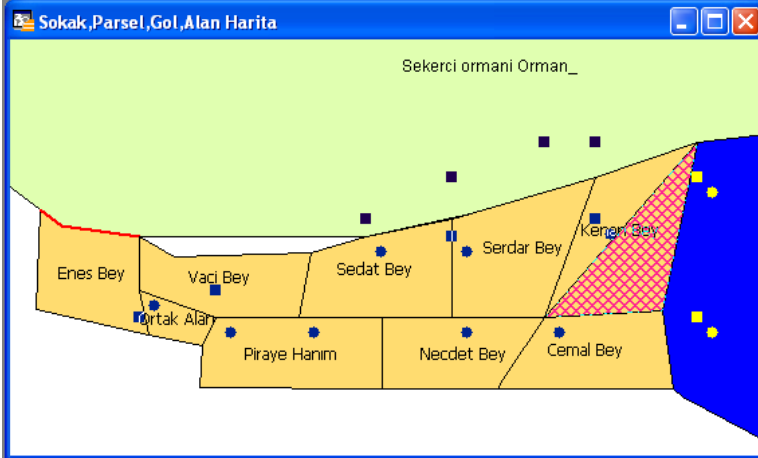 Sokak,Parsel,Gol,Alan Harita
Sekerci ormani Orman_
Kenan Bey
Serdar Bey
Sedat Bey
Enes Bey
Vaci Bey
Ortak Alan
Piraye Hanım
Necdet Bey
Cemal Bey